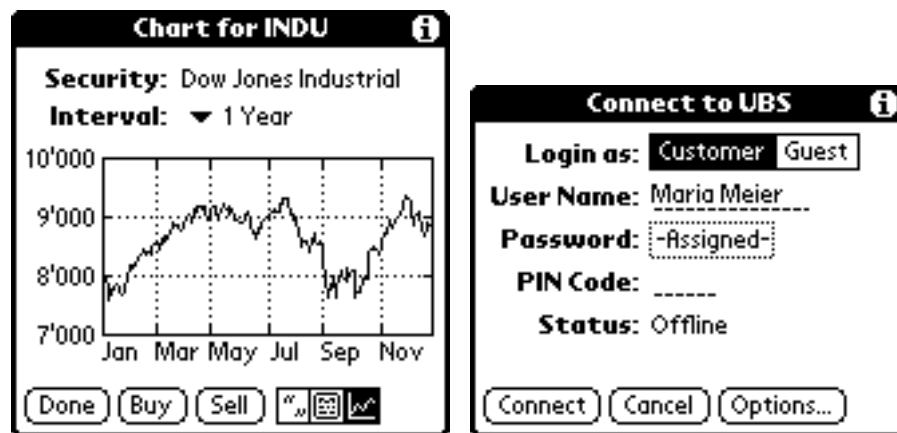 Chart for INDU
Security: Dow Jones Industrial
Interval: 1 Year
10'000
9'000
8'000
7'000
Jan Mar May Jul Sep Nov
Done Buy Sell
Connect to UBS
Login as: Customer Guest
User Name: Maria Meier
Password: -Assigned-
PIN Code:
Status: Offline
Connect Cancel Options...